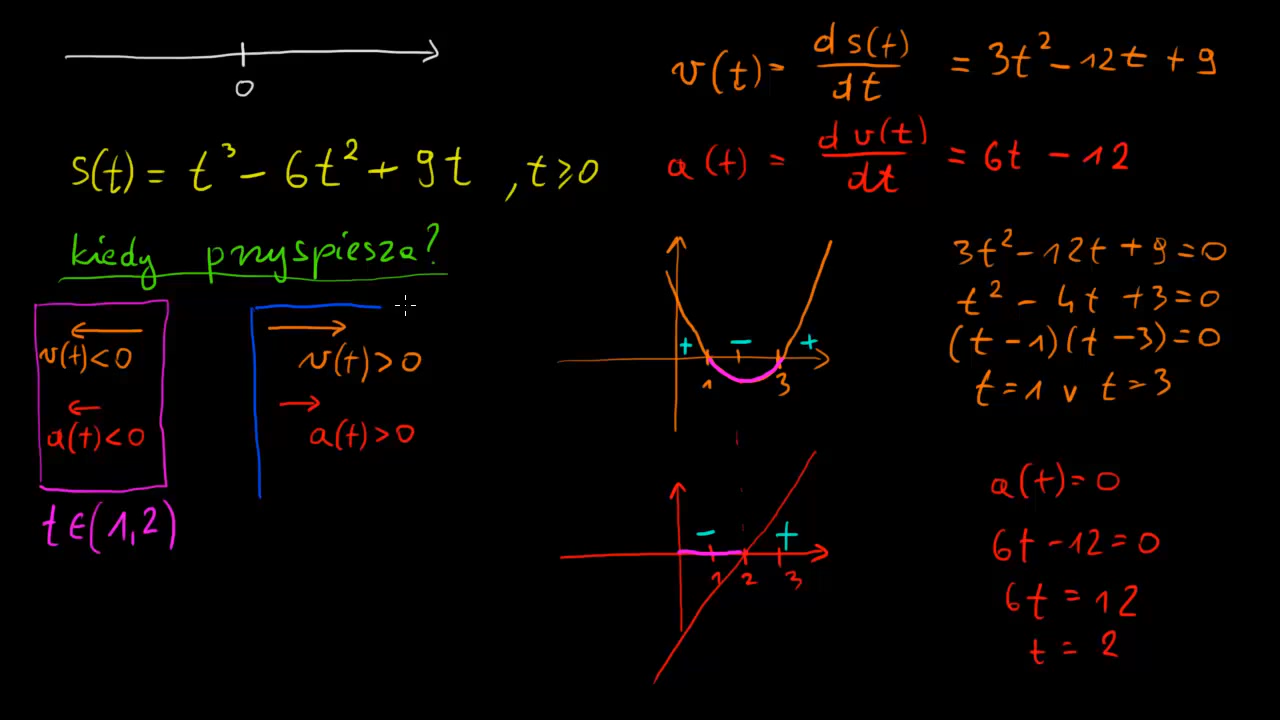 0
s(t) = t³ - 6t² + 9t , t ≥ 0
kiedy przyspiesza?
v(t) < 0
a(t) < 0
t ∈ (1, 2)
v(t) > 0
a(t) > 0
v(t) = d s(t) / dt = 3t² - 12t + 9
a(t) = d v(t) / dt = 6t - 12
+ - +
1 3
- +
1 2 3
3t² - 12t + 9 = 0
t² - 4t + 3 = 0
(t - 1)(t - 3) = 0
t = 1 v t = 3
a(t) = 0
6t - 12 = 0
6t = 12
t = 2